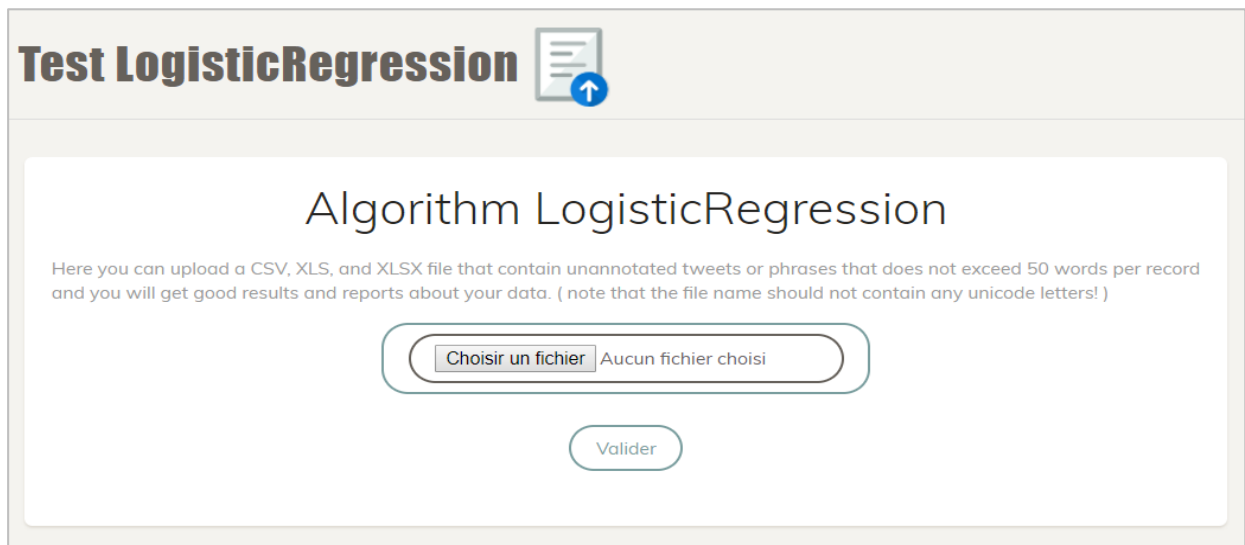 Test LogisticRegression
Algorithm LogisticRegression
Here you can upload a CSV, XLS, and XLSX file that contain unannotated tweets or phrases that does not exceed 50 words per record
and you will get good results and reports about your data. ( note that the file name should not contain any unicode letters! )
Choisir un fichier Aucun fichier choisi
Valider